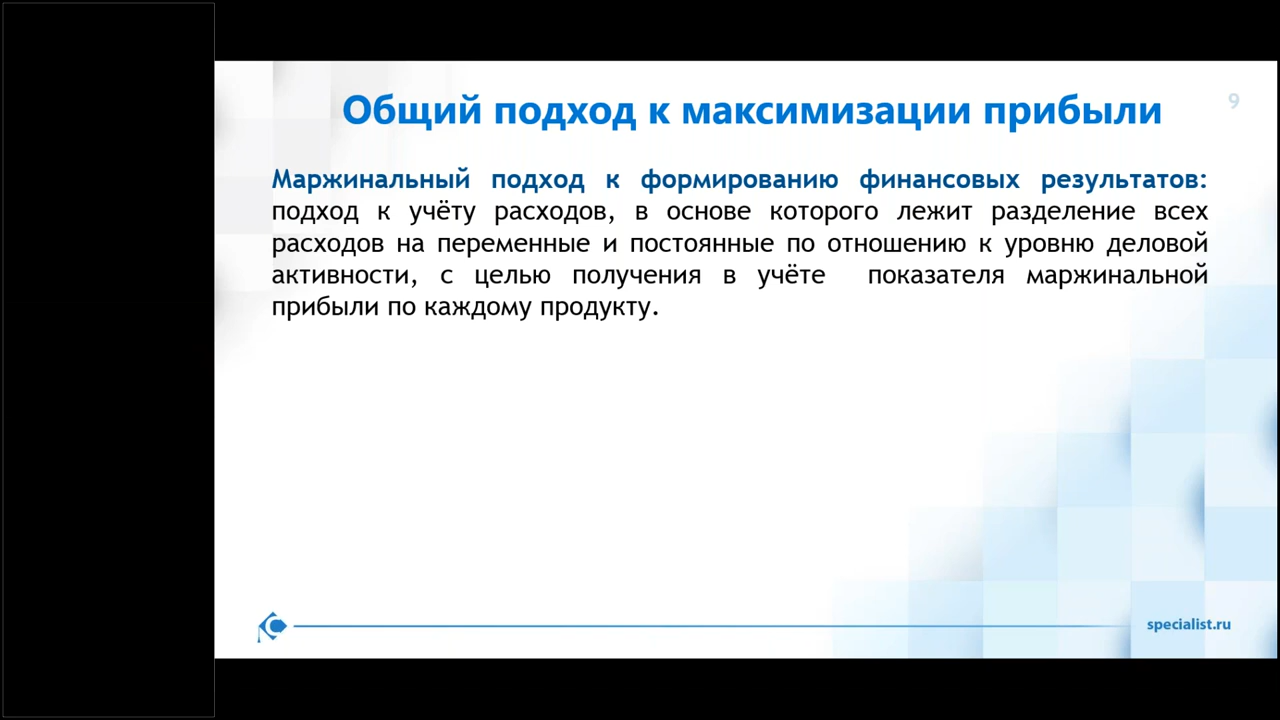 Общий подход к максимизации прибыли
9
Маржинальный подход к формированию финансовых результатов:
подход к учёту расходов, в основе которого лежит разделение всех
расходов на переменные и постоянные по отношению к уровню деловой
активности, с целью получения в учёте показателя маржинальной
прибыли по каждому продукту.
specialist.ru